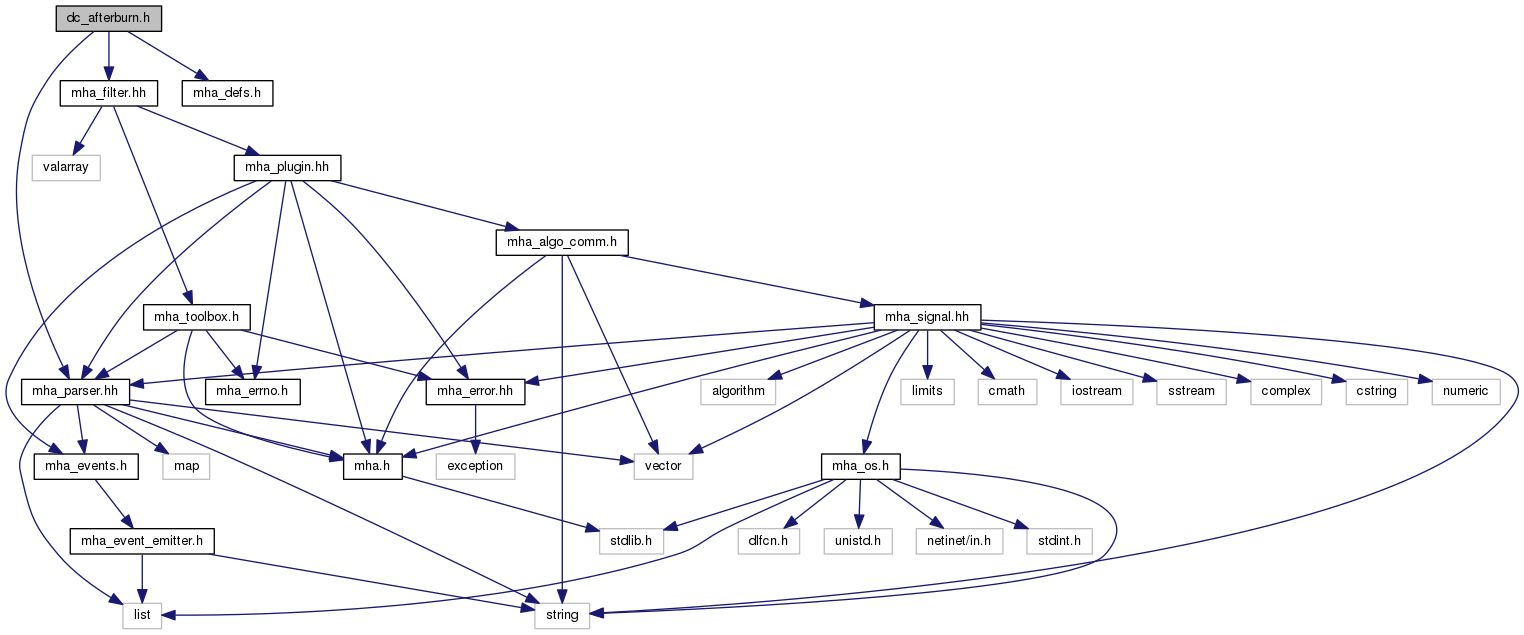 dc_afterburn.h
mha_filter.hh
mha_defs.h
valarray
mha_plugin.hh
mha_algo_comm.h
mha_toolbox.h
mha_signal.hh
mha_parser.hh
mha_errno.h
mha_error.hh
algorithm
limits
cmath
iostream
sstream
complex
cstring
numeric
mha_events.h
map
mha.h
exception
vector
mha_os.h
mha_event_emitter.h
stdlib.h
dlfcn.h
unistd.h
netinet/in.h
stdint.h
list
string